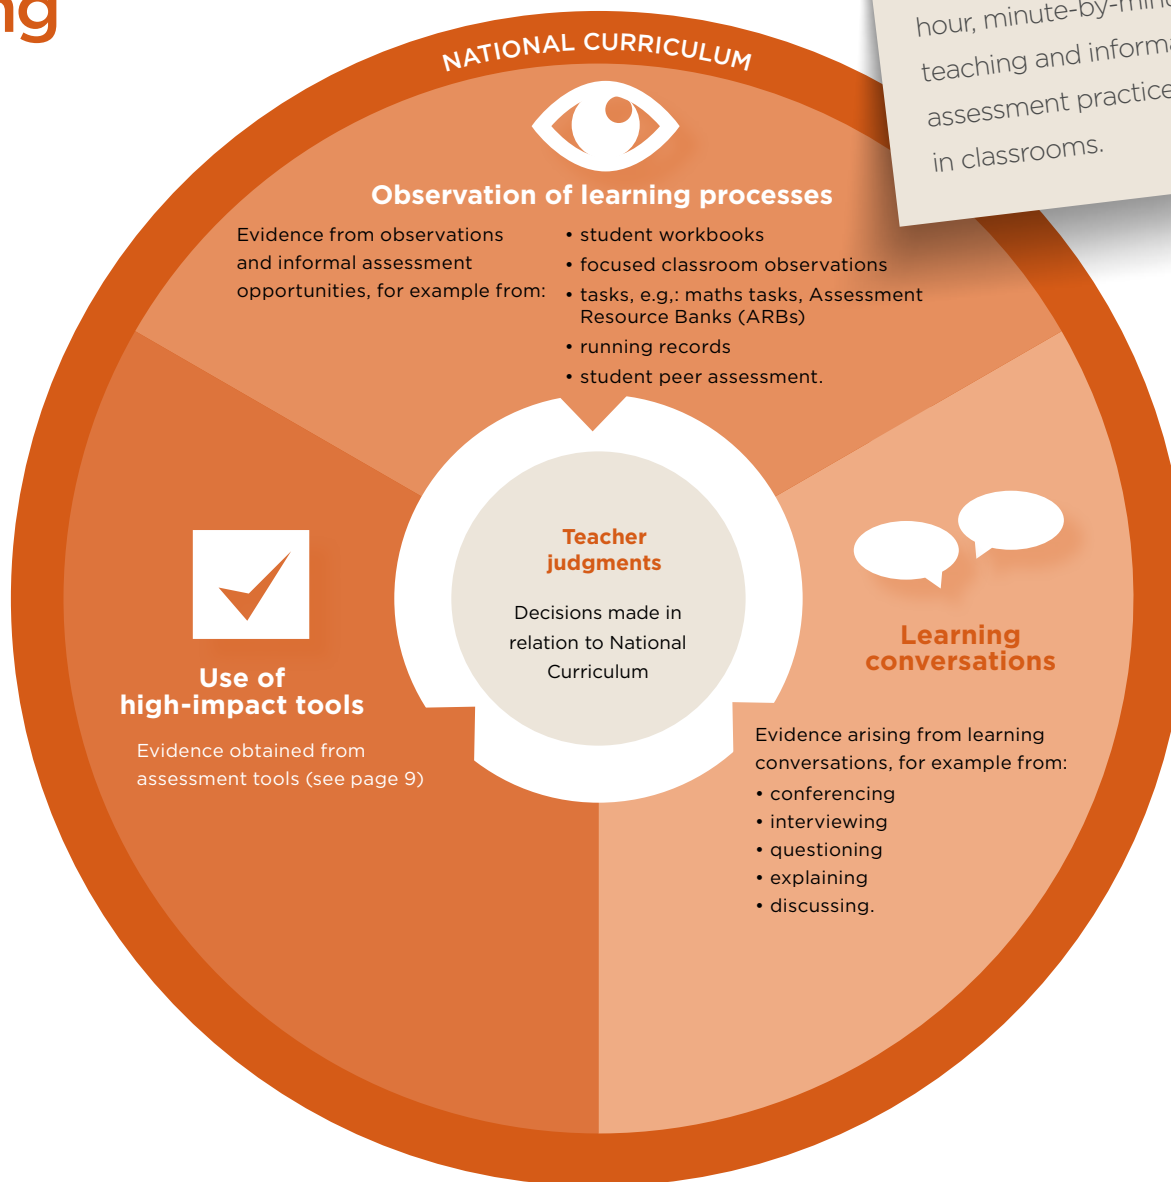 hour, minute-by-
teaching and
assessment
in classrooms.
NATIONAL CURRICULUM
Observation of learning processes
Evidence from observations
and informal assessment
opportunities, for example from:
• student workbooks
• focused classroom observations
• tasks, e.g,: maths tasks, Assessment
Resource Banks (ARBs)
• running records
• student peer assessment.
Teacher
judgments
Decisions made in
relation to National
Curriculum
Use of
high-impact tools
Evidence obtained from
assessment tools (see page 9)
Learning
conversations
Evidence arising from learning
conversations, for example from:
• conferencing
• interviewing
• questioning
• explaining
• discussing.